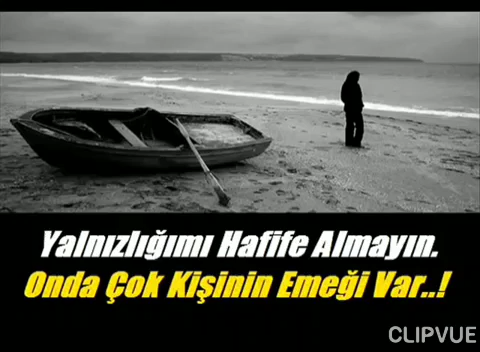 Yalnızlığımı Hafife Almayın.
Onda Çok Kişinin Emeği Var..!
CLIPVUE